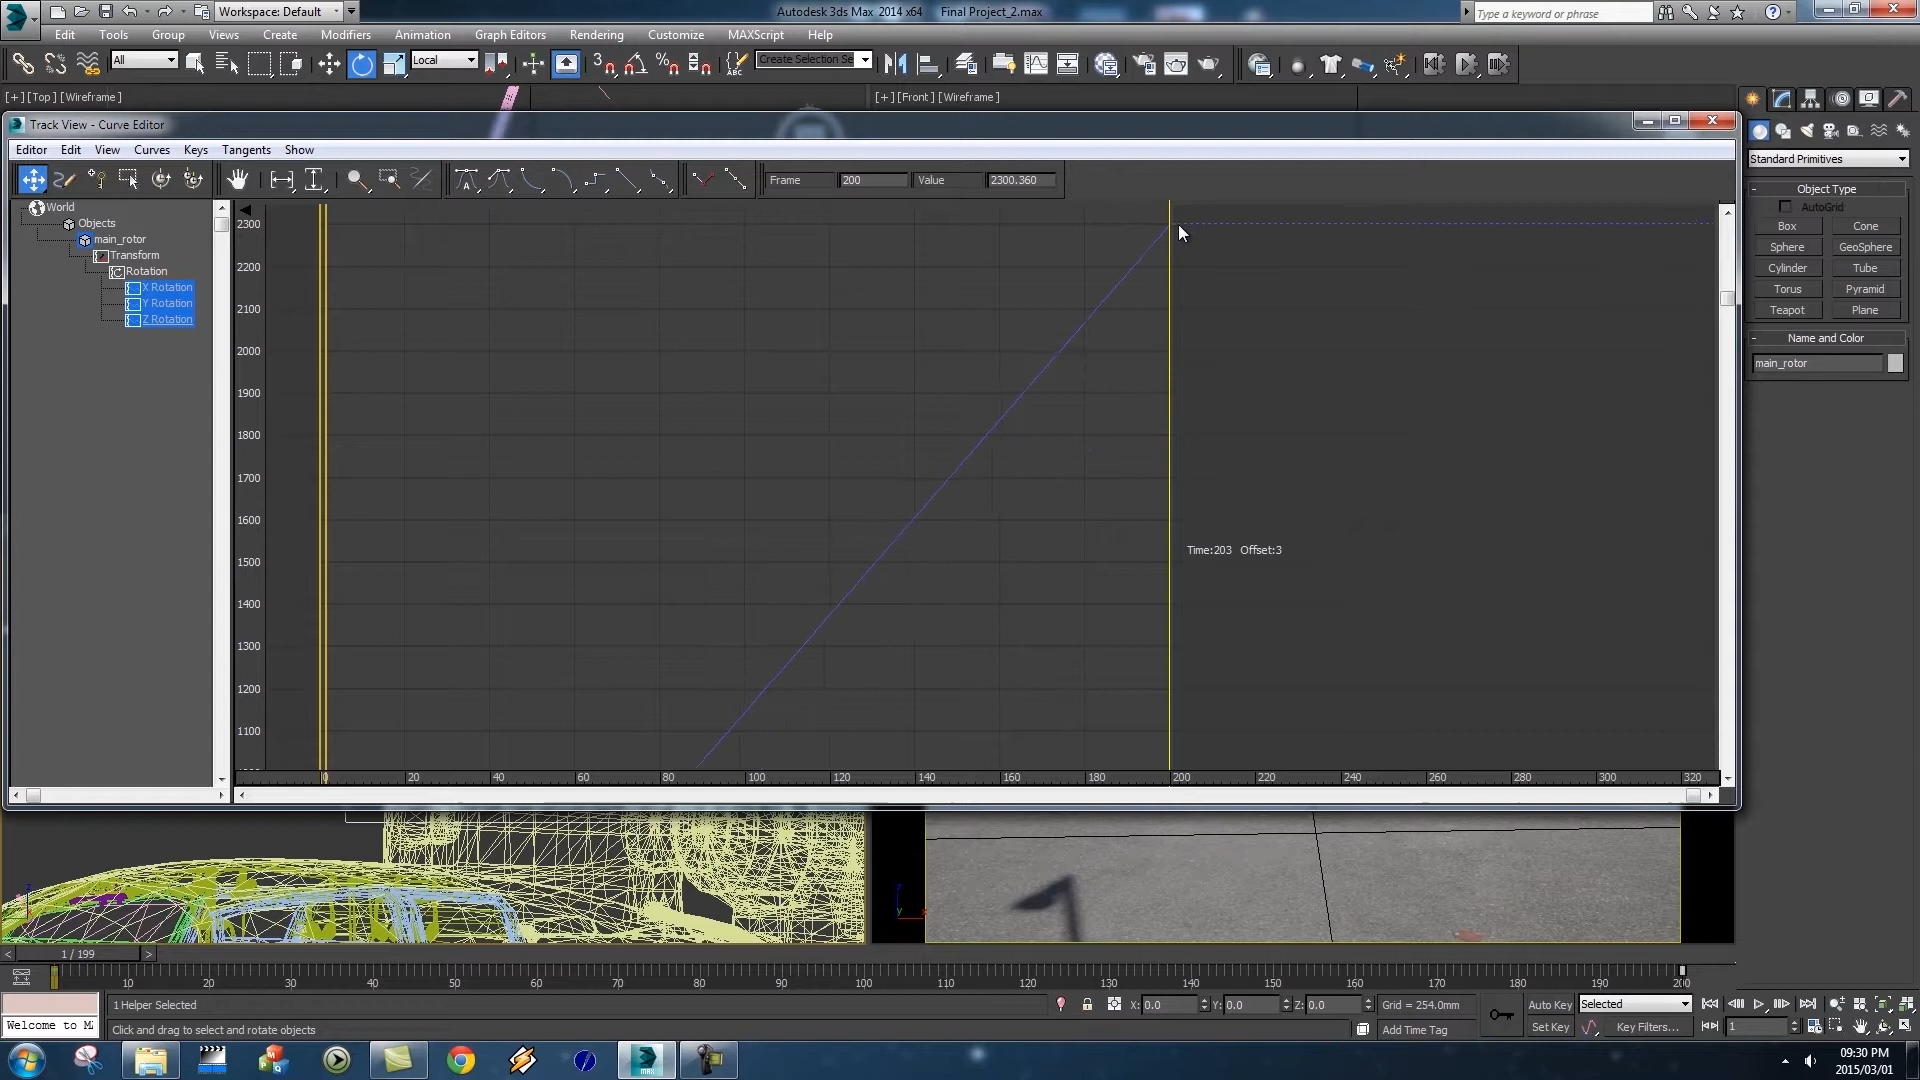 Workspace: Default
Autodesk 3ds Max 2014 x64 Final Project_2.max
Type a keyword or phrase
Edit Tools Group Views Create Modifiers Animation Graph Editors Rendering Customize MAXScript Help
All
Local
3
Create Selection Se
[+] [Top] [Wireframe]
[+] [Front] [Wireframe]
Track View - Curve Editor
Editor Edit View Curves Keys Tangents Show
Frame 200 Value 2300.360
World
Objects
main_rotor
Transform
Rotation
X Rotation
Y Rotation
Z Rotation
2300
2200
2100
2000
1900
1800
1700
1600
1500
1400
1300
1200
1100
Time:203 Offset:3
0 20 40 60 80 100 120 140 160 180 200 220 240 260 280 300 320
Standard Primitives
Object Type
AutoGrid
Box Cone
Sphere GeoSphere
Cylinder Tube
Torus Pyramid
Teapot Plane
Name and Color
main_rotor
z
y
x
1 / 199
10 20 30 40 50 60 70 80 90 100 110 120 130 140 150 160 170 180 190 200
1 Helper Selected
X: 0.0 Y: 0.0 Z: 0.0 Grid = 254.0mm
Auto Key Selected
Welcome to M
Click and drag to select and rotate objects
Add Time Tag
Set Key Key Filters...
1
MAX
09:30 PM
2015/03/01